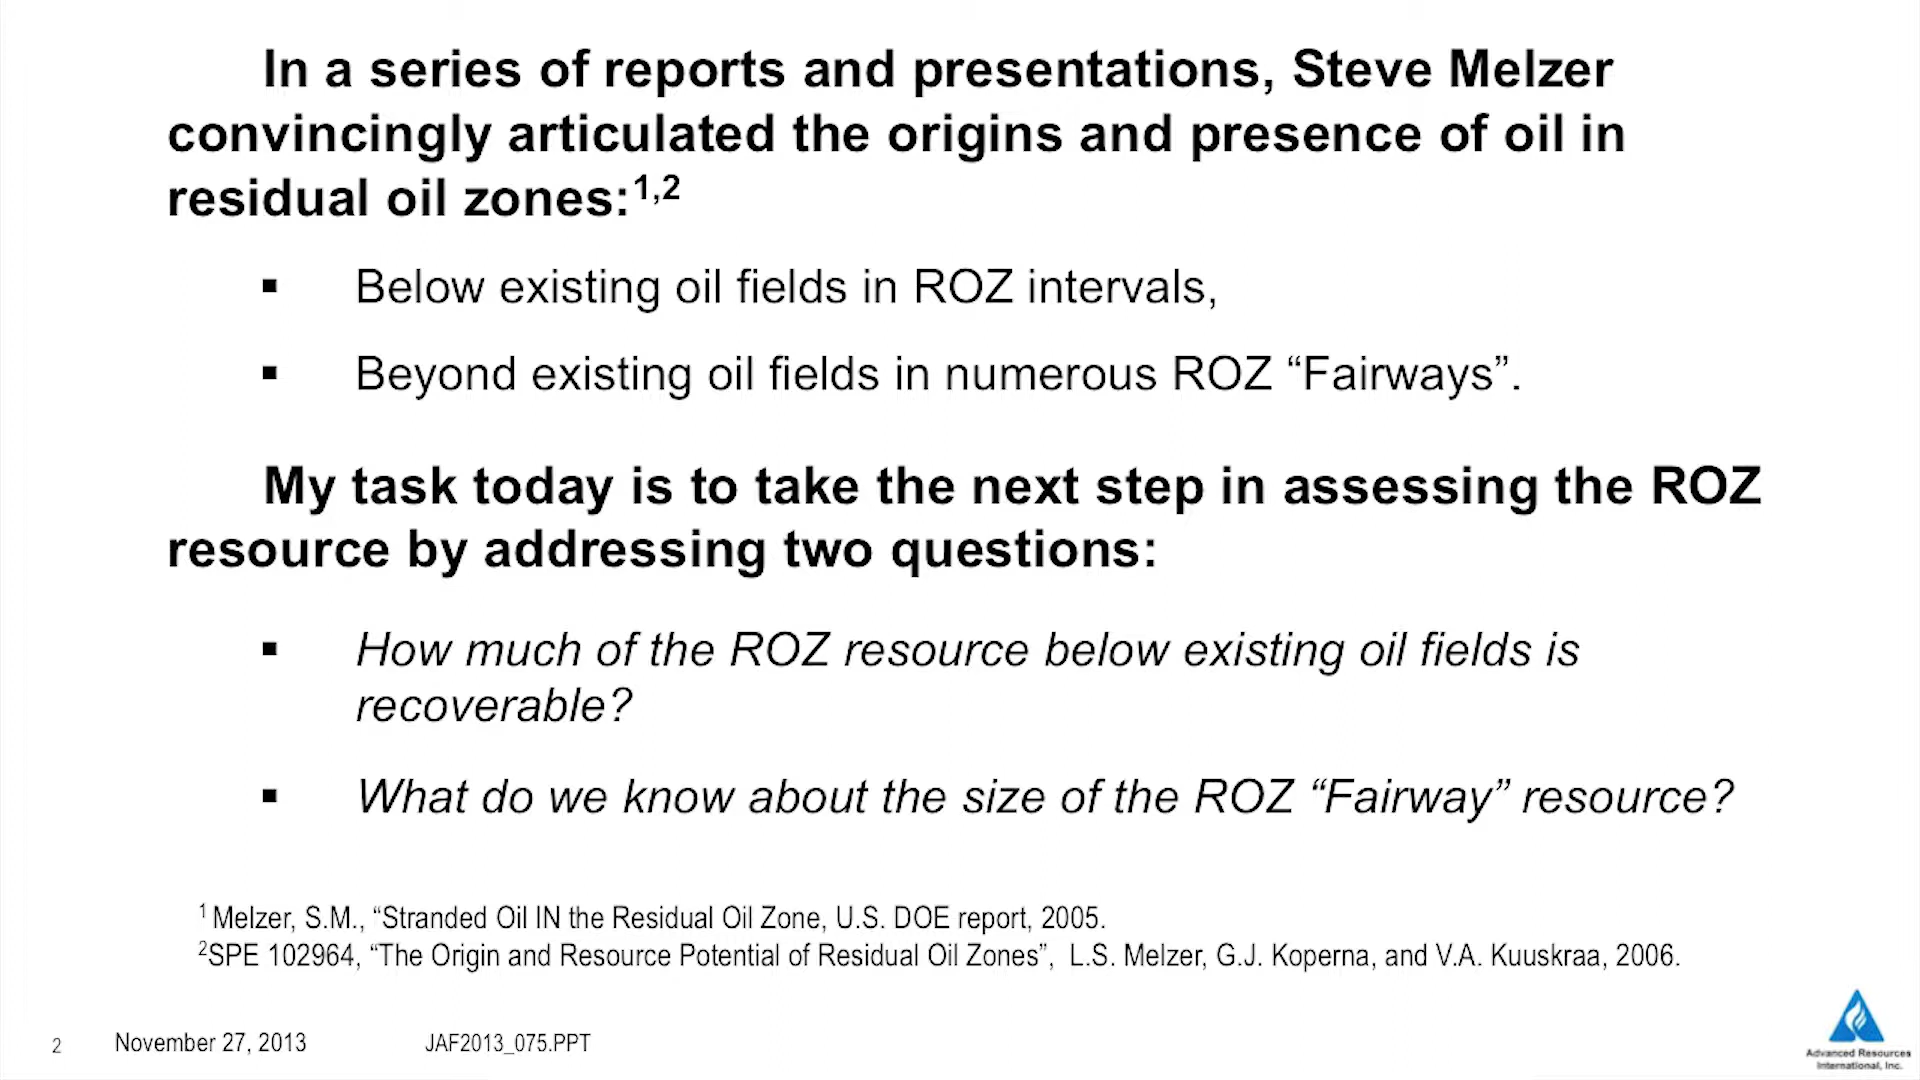 In a series of reports and presentations, Steve Melzer
convincingly articulated the origins and presence of oil in
residual oil zones:1,2
▪ Below existing oil fields in ROZ intervals,
▪ Beyond existing oil fields in numerous ROZ “Fairways”.
My task today is to take the next step in assessing the ROZ
resource by addressing two questions:
▪ How much of the ROZ resource below existing oil fields is
recoverable?
▪ What do we know about the size of the ROZ “Fairway” resource?
1 Melzer, S.M., “Stranded Oil IN the Residual Oil Zone, U.S. DOE report, 2005.
2SPE 102964, “The Origin and Resource Potential of Residual Oil Zones”, L.S. Melzer, G.J. Koperna, and V.A. Kuuskraa, 2006.
2 November 27, 2013 JAF2013_075.PPT
Advanced Resources
International, Inc.